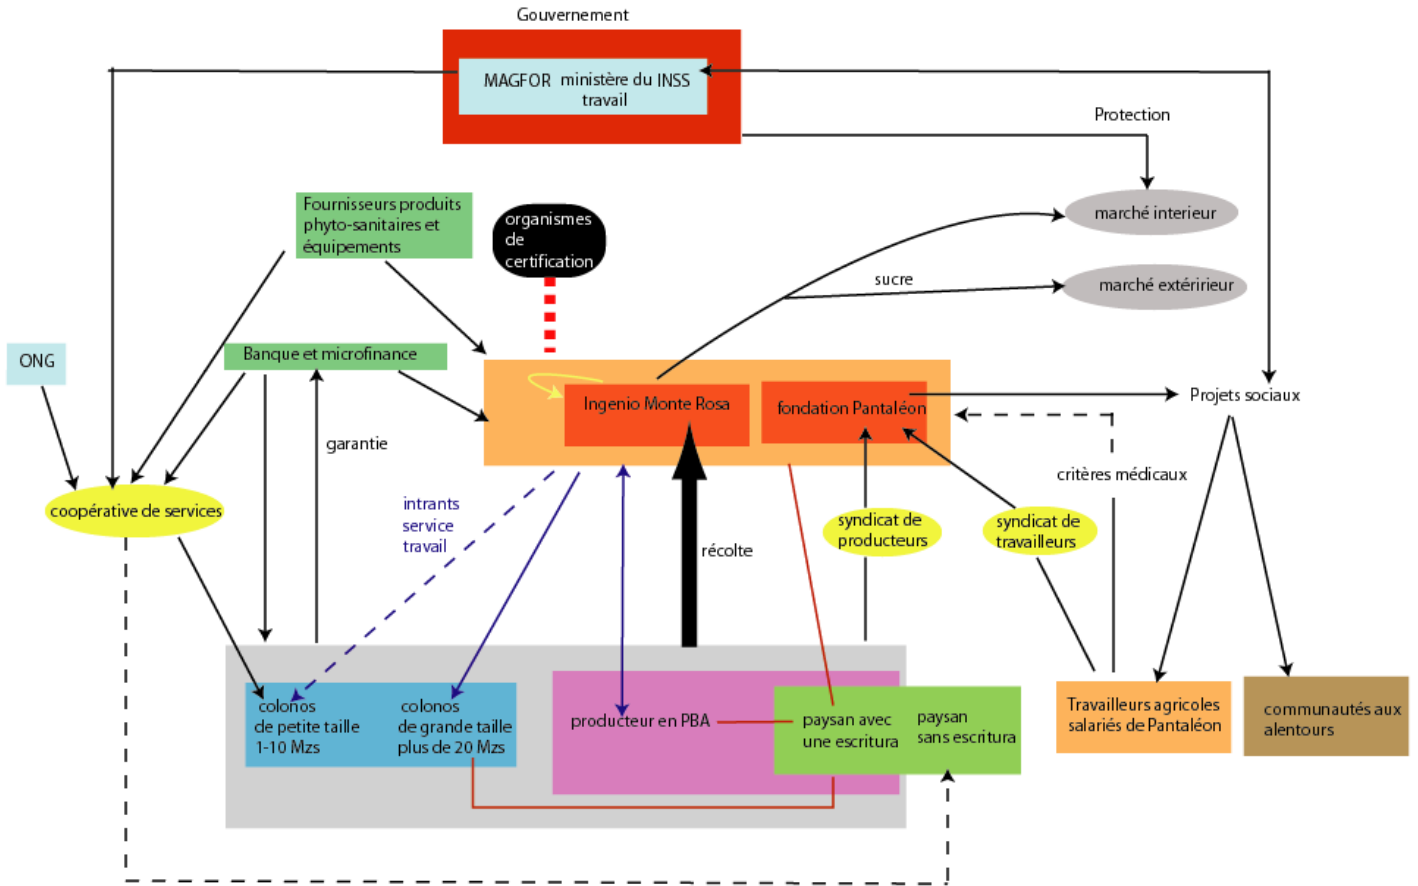 Gouvernement
MAGFOR ministère du INSS
travail
Protection
Fournisseurs produits
phyto-sanitaires et
équipements
organismes
de
certification
marché interieur
sucre
marché extéririeur
ONG
Banque et microfinance
Ingenio Monte Rosa
fondation Pantaléon
Projets sociaux
garantie
critères médicaux
coopérative de services
intrants
service
travail
récolte
syndicat de
producteurs
syndicat de
travailleurs
colonos
de petite taille
1-10 Mzs
colonos
de grande taille
plus de 20 Mzs
producteur en PBA
paysan avec
une escritura
paysan
sans escritura
Travailleurs agricoles
salariés de Pantaléon
communautés aux
alentours